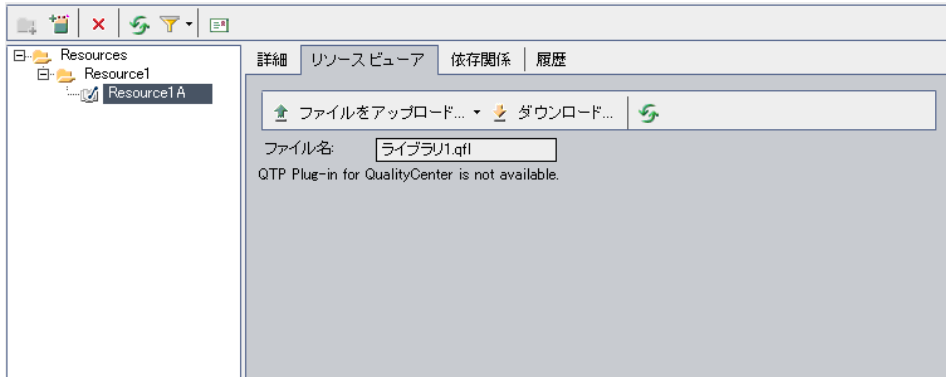 Resources
Resource1
Resource1A
詳細 リソース ビューア 依存関係 履歴
ファイルをアップロード... ダウンロード...
ファイル名: ライブラリ1.qfl
QTP Plug-in for QualityCenter is not available.